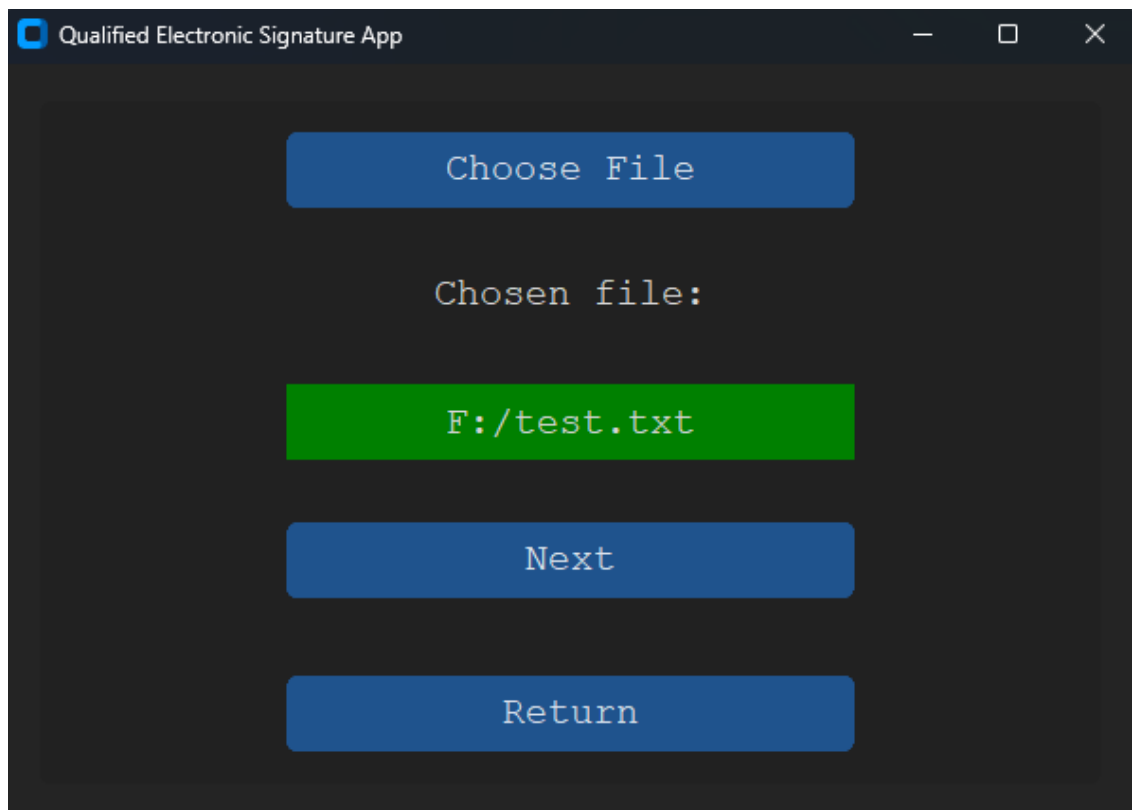 Qualified Electronic Signature App
Choose File
Chosen file:
F:/test.txt
Next
Return